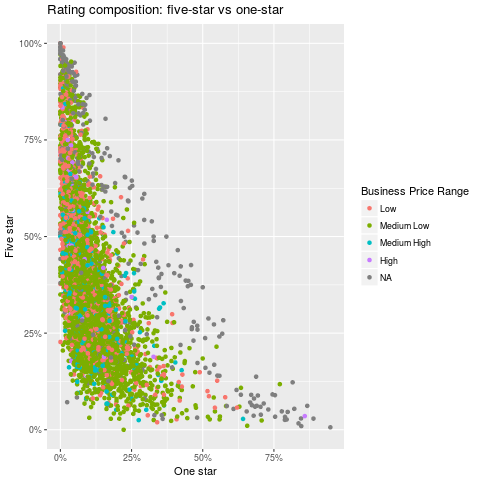 Rating composition: five-star vs one-star
100%
75%
50%
25%
0%
Five star
0%
25%
50%
75%
One star
Business Price Range
Low
Medium Low
Medium High
High
NA